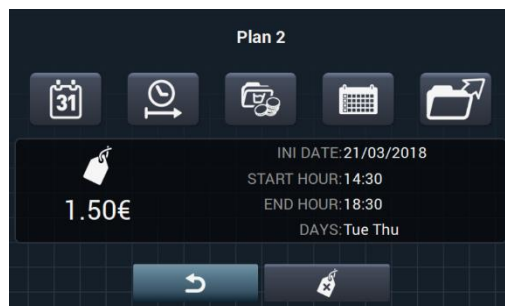 Plan 2
31
INI DATE:21/03/2018
START HOUR:14:30
1.50€
END HOUR:18:30
DAYS:Tue Thu